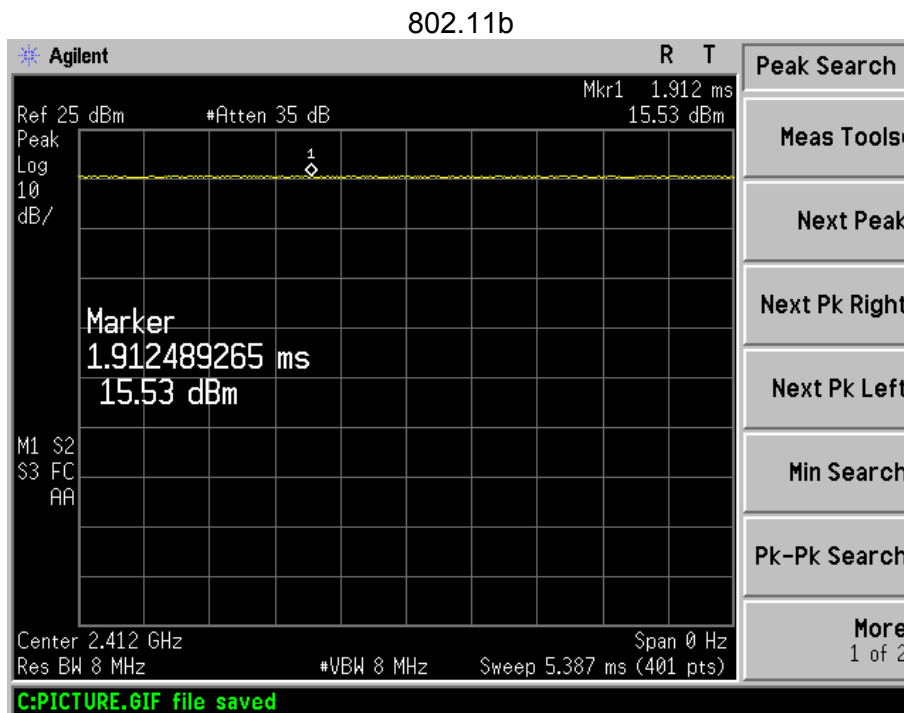 802.11b
Agilent R T
Peak Search
Mkr1 1.912 ms
Ref 25 dBm #Atten 35 dB 15.53 dBm
Peak
Log
10
dB/
1
Meas Tools
Next Peak
Next Pk Right
Marker
1.912489265 ms
15.53 dBm
Next Pk Left
M1 S2
S3 FC
AA
Min Search
Pk-Pk Search
Center 2.412 GHz Span 0 Hz
Res BW 8 MHz #VBW 8 MHz Sweep 5.387 ms (401 pts)
More
1 of 2
C:PICTURE.GIF file saved